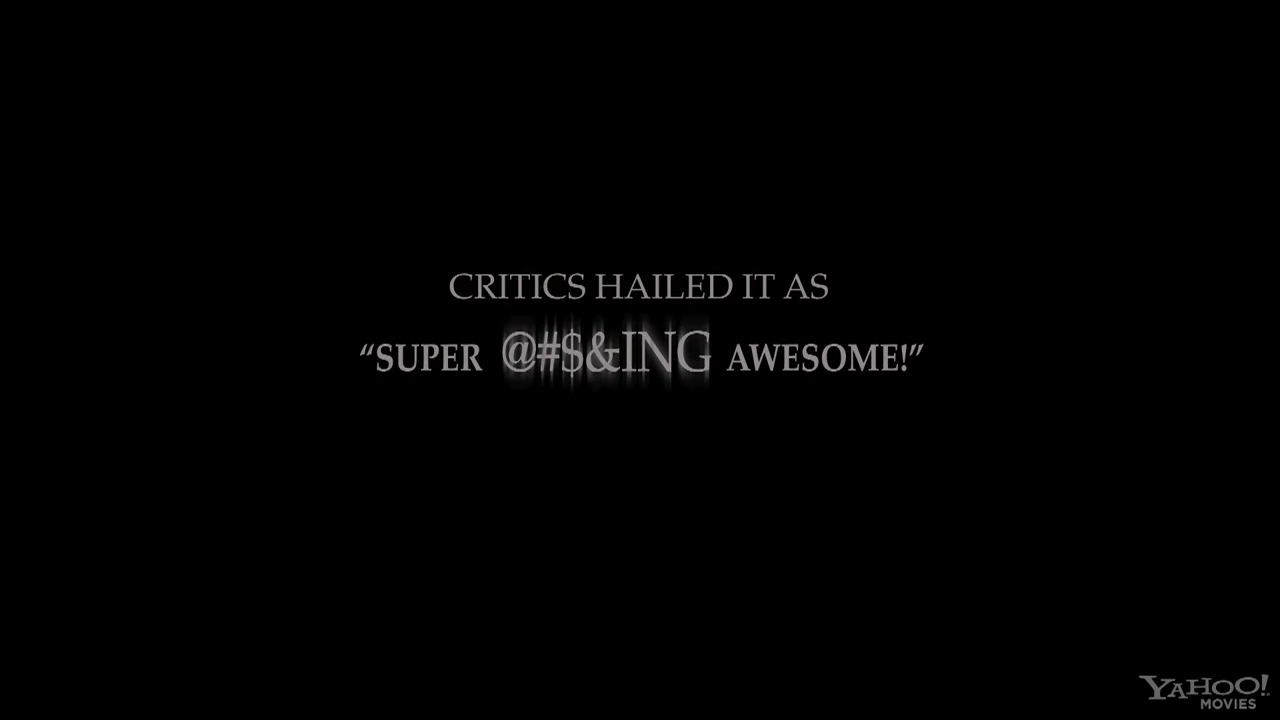 CRITICS HAILED IT AS
“SUPER @#$&ING AWESOME!”
YAHOO!
MOVIES